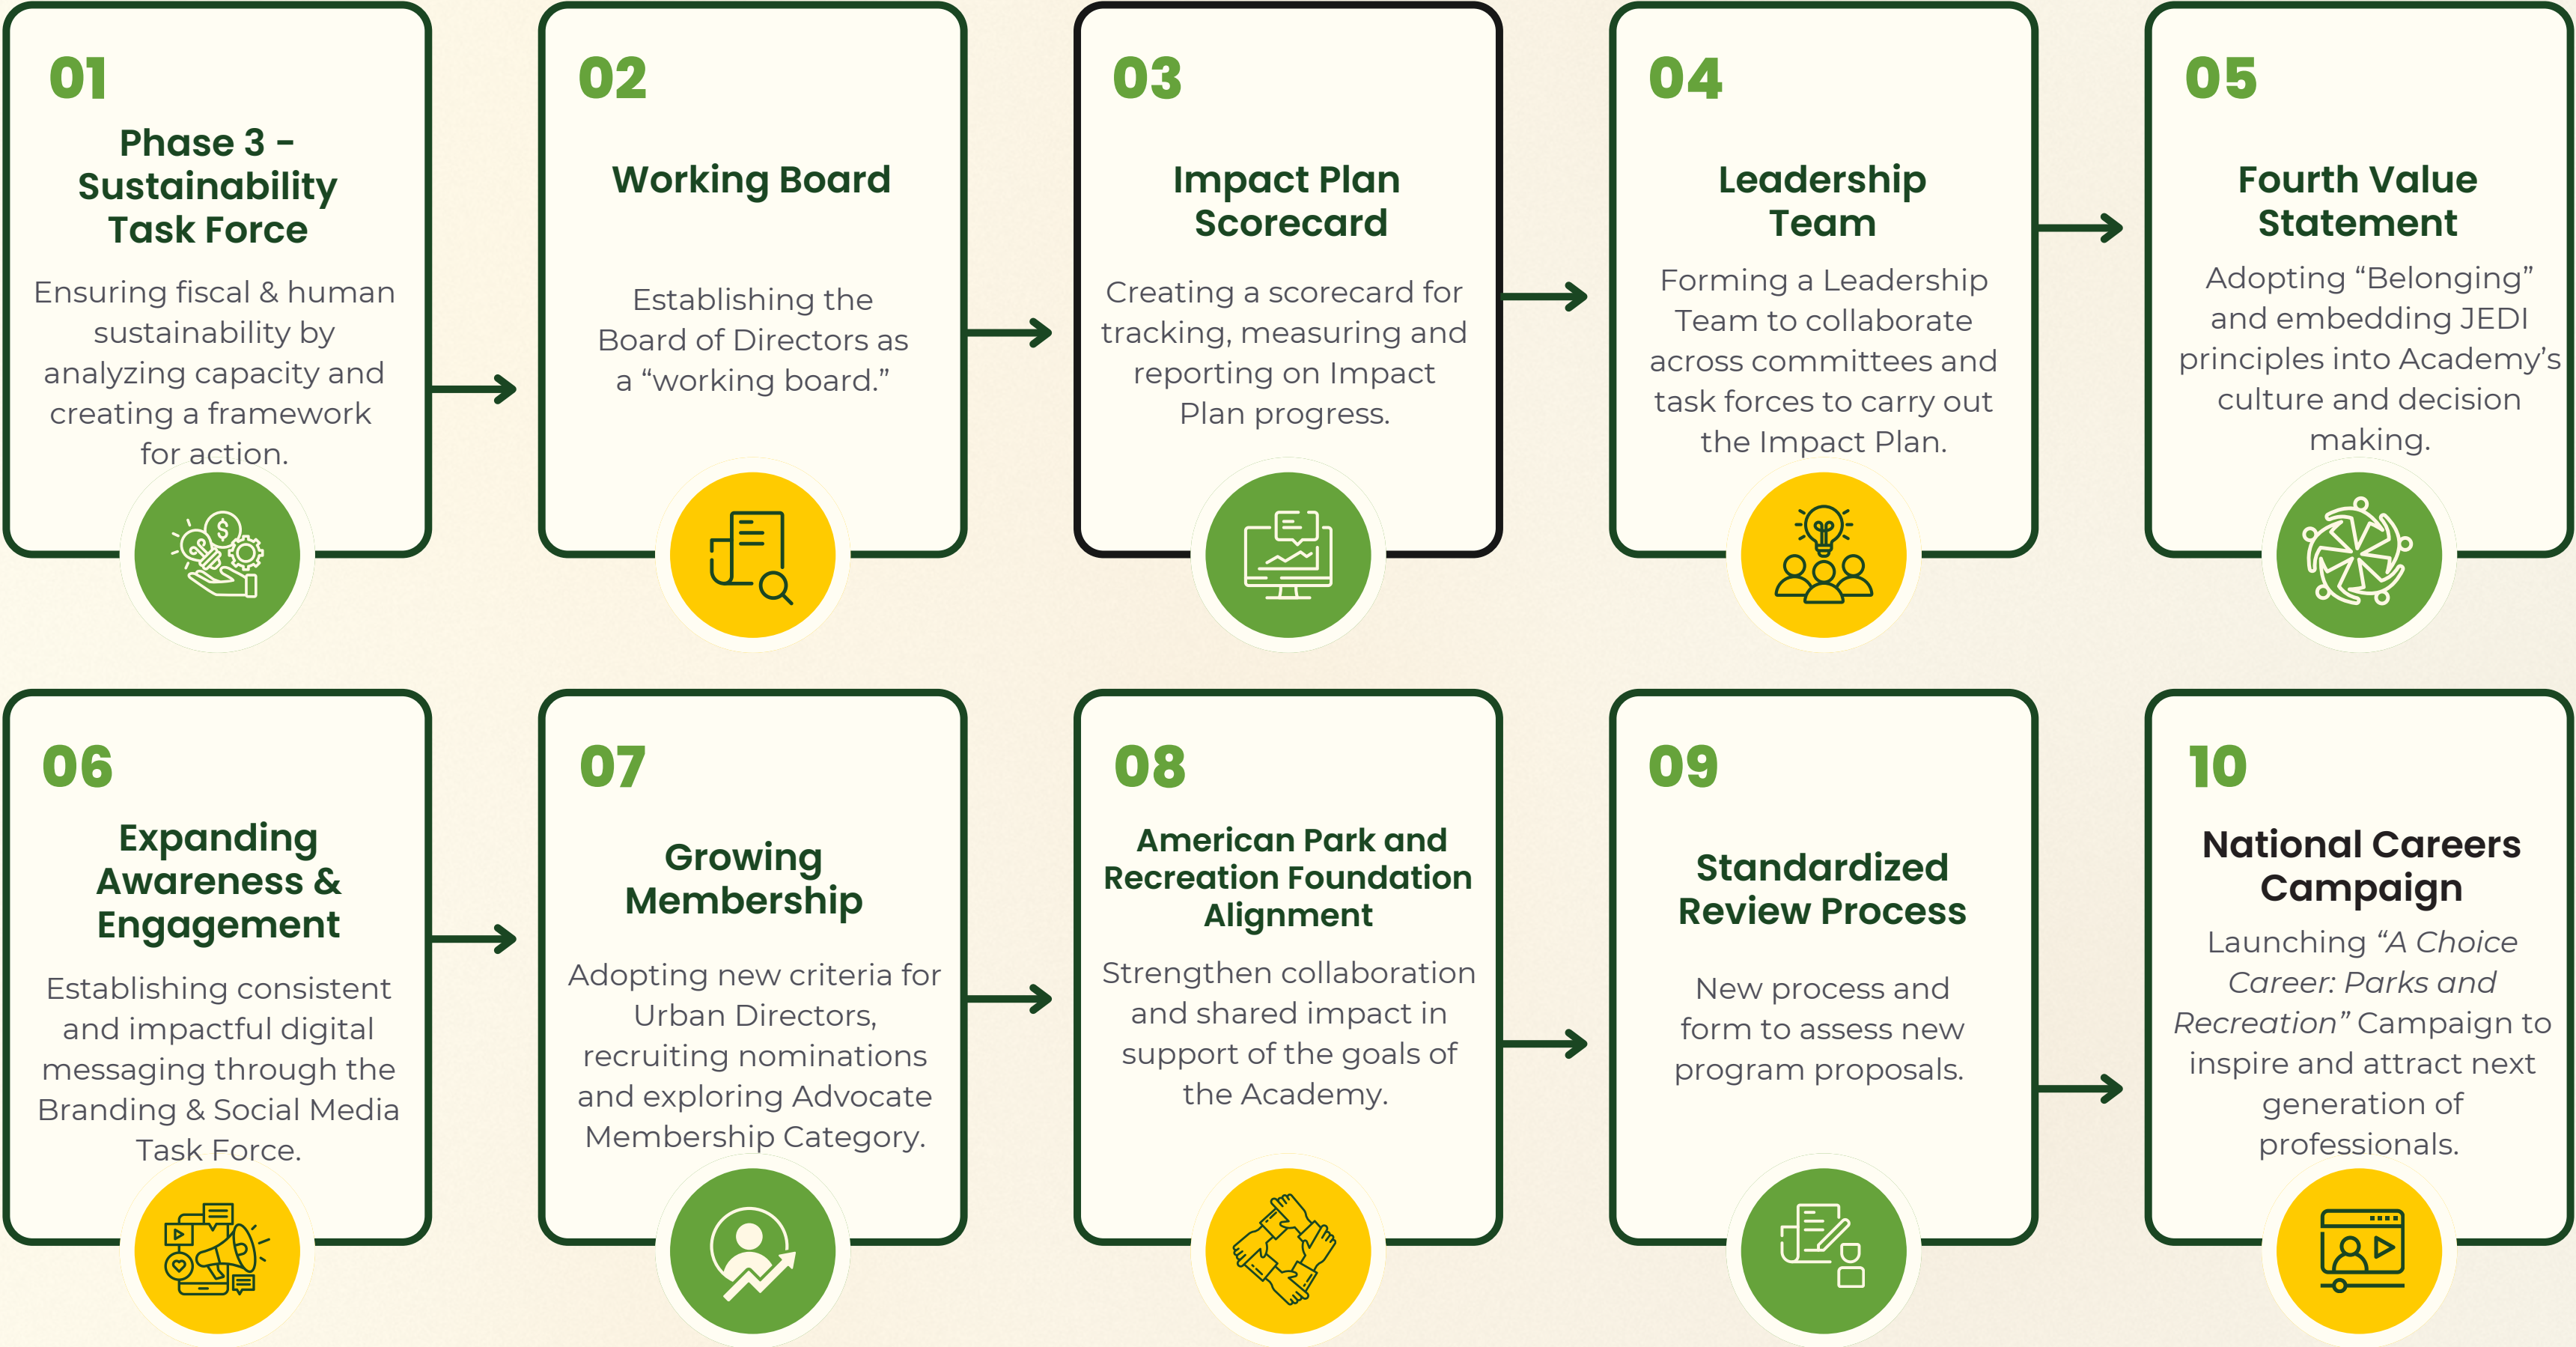 01
Phase 3 -
Sustainability
Task Force
Ensuring fiscal & human
sustainability by
analyzing capacity and
creating a framework
for action.
02
Working Board
Establishing the
Board of Directors as
a “working board.”
03
Impact Plan
Scorecard
Creating a scorecard for
tracking, measuring and
reporting on Impact
Plan progress.
04
Leadership
Team
Forming a Leadership
Team to collaborate
across committees and
task forces to carry out
the Impact Plan.
05
Fourth Value
Statement
Adopting “Belonging”
and embedding JEDI
principles into Academy’s
culture and decision
making.
06
Expanding
Awareness &
Engagement
Establishing consistent
and impactful digital
messaging through the
Branding & Social Media
Task Force.
07
Growing
Membership
Adopting new criteria for
Urban Directors,
recruiting nominations
and exploring Advocate
Membership Category.
08
American Park and
Recreation Foundation
Alignment
Strengthen collaboration
and shared impact in
support of the goals of
the Academy.
09
Standardized
Review Process
New process and
form to assess new
program proposals.
10
National Careers
Campaign
Launching “A Choice
Career: Parks and
Recreation” Campaign to
inspire and attract next
generation of
professionals.